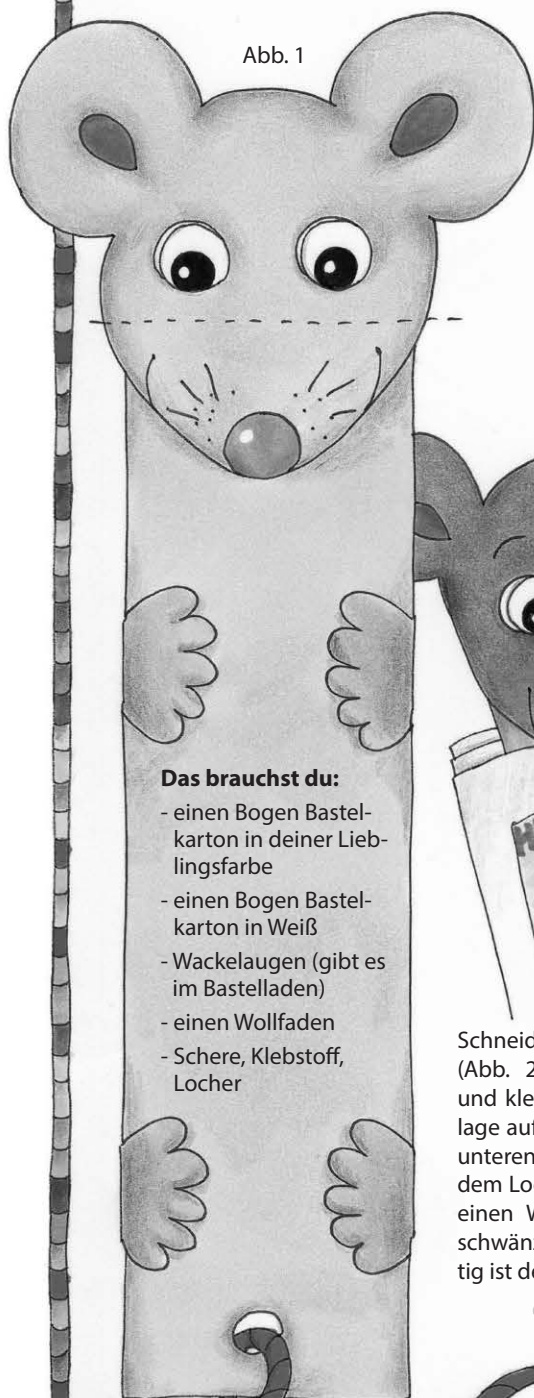 Abb. 1
Das brauchst du:
- einen Bogen Bastel-
karton in deiner Lieb-
lingsfarbe
- einen Bogen Bastel-
karton in Weiß
- Wackelaugen (gibt es
im Bastelladen)
- einen Wollfaden
- Schere, Klebstoff,
Locher
Schneid
(Abb. 2
und kle
lage auf
unteren
dem Lo
einen W
schwänz
tig ist de